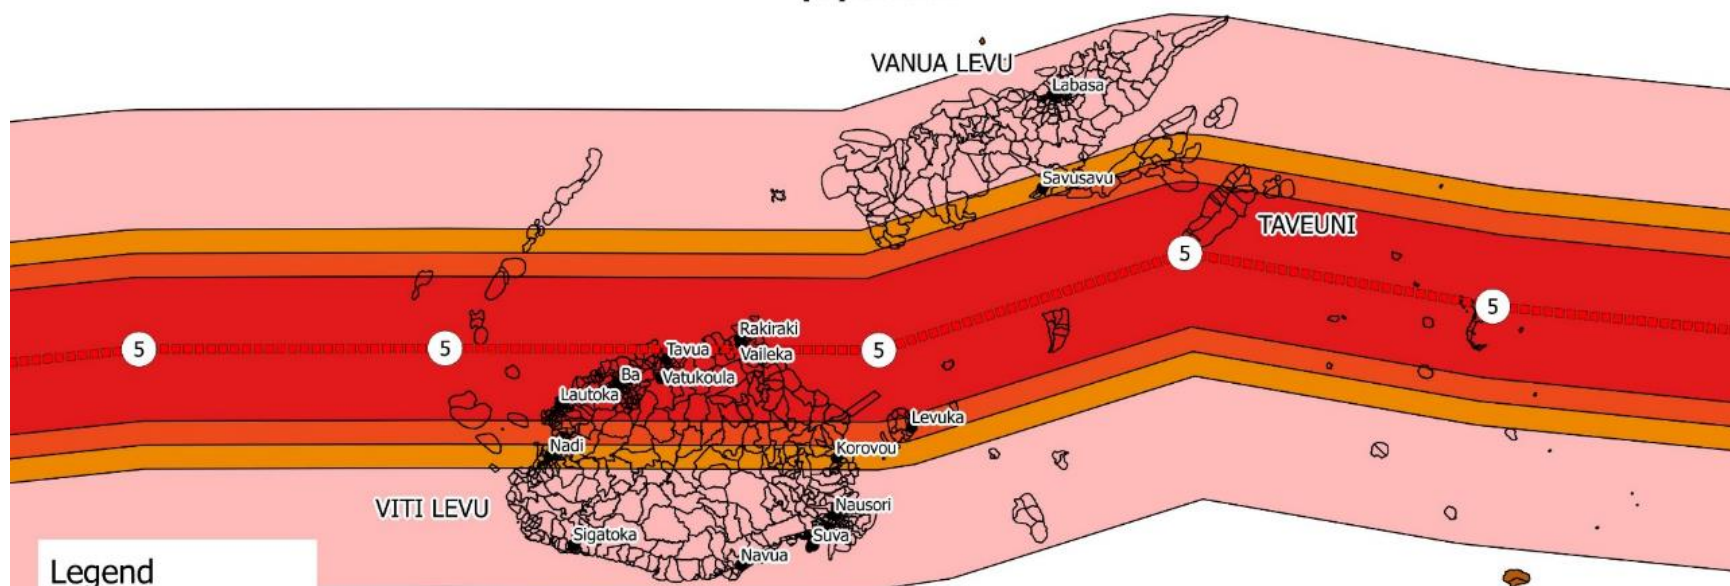 VANUA LEVU
Labasa
Savusavu
TAVEUNI
5
5
5
5
5
Rakiraki
Tavua
Vaileka
Ba
Vatukoula
Lautoka
Levuka
Nadi
Korovou
VITI LEVU
Nausori
Sigatoka
Suva
Navua
Legend